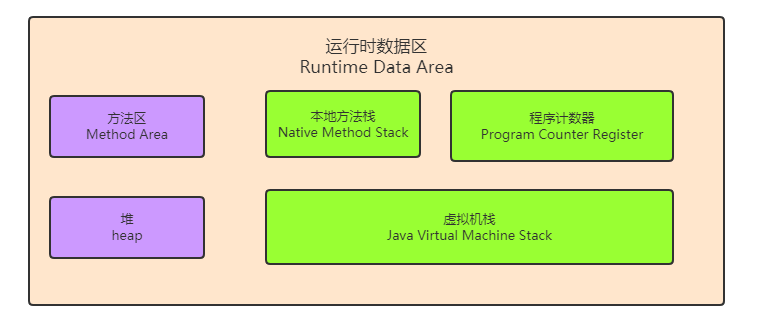 运行时数据区
Runtime Data Area
方法区
Method Area
本地方法栈
Native Method Stack
程序计数器
Program Counter Register
堆
heap
虚拟机栈
Java Virtual Machine Stack